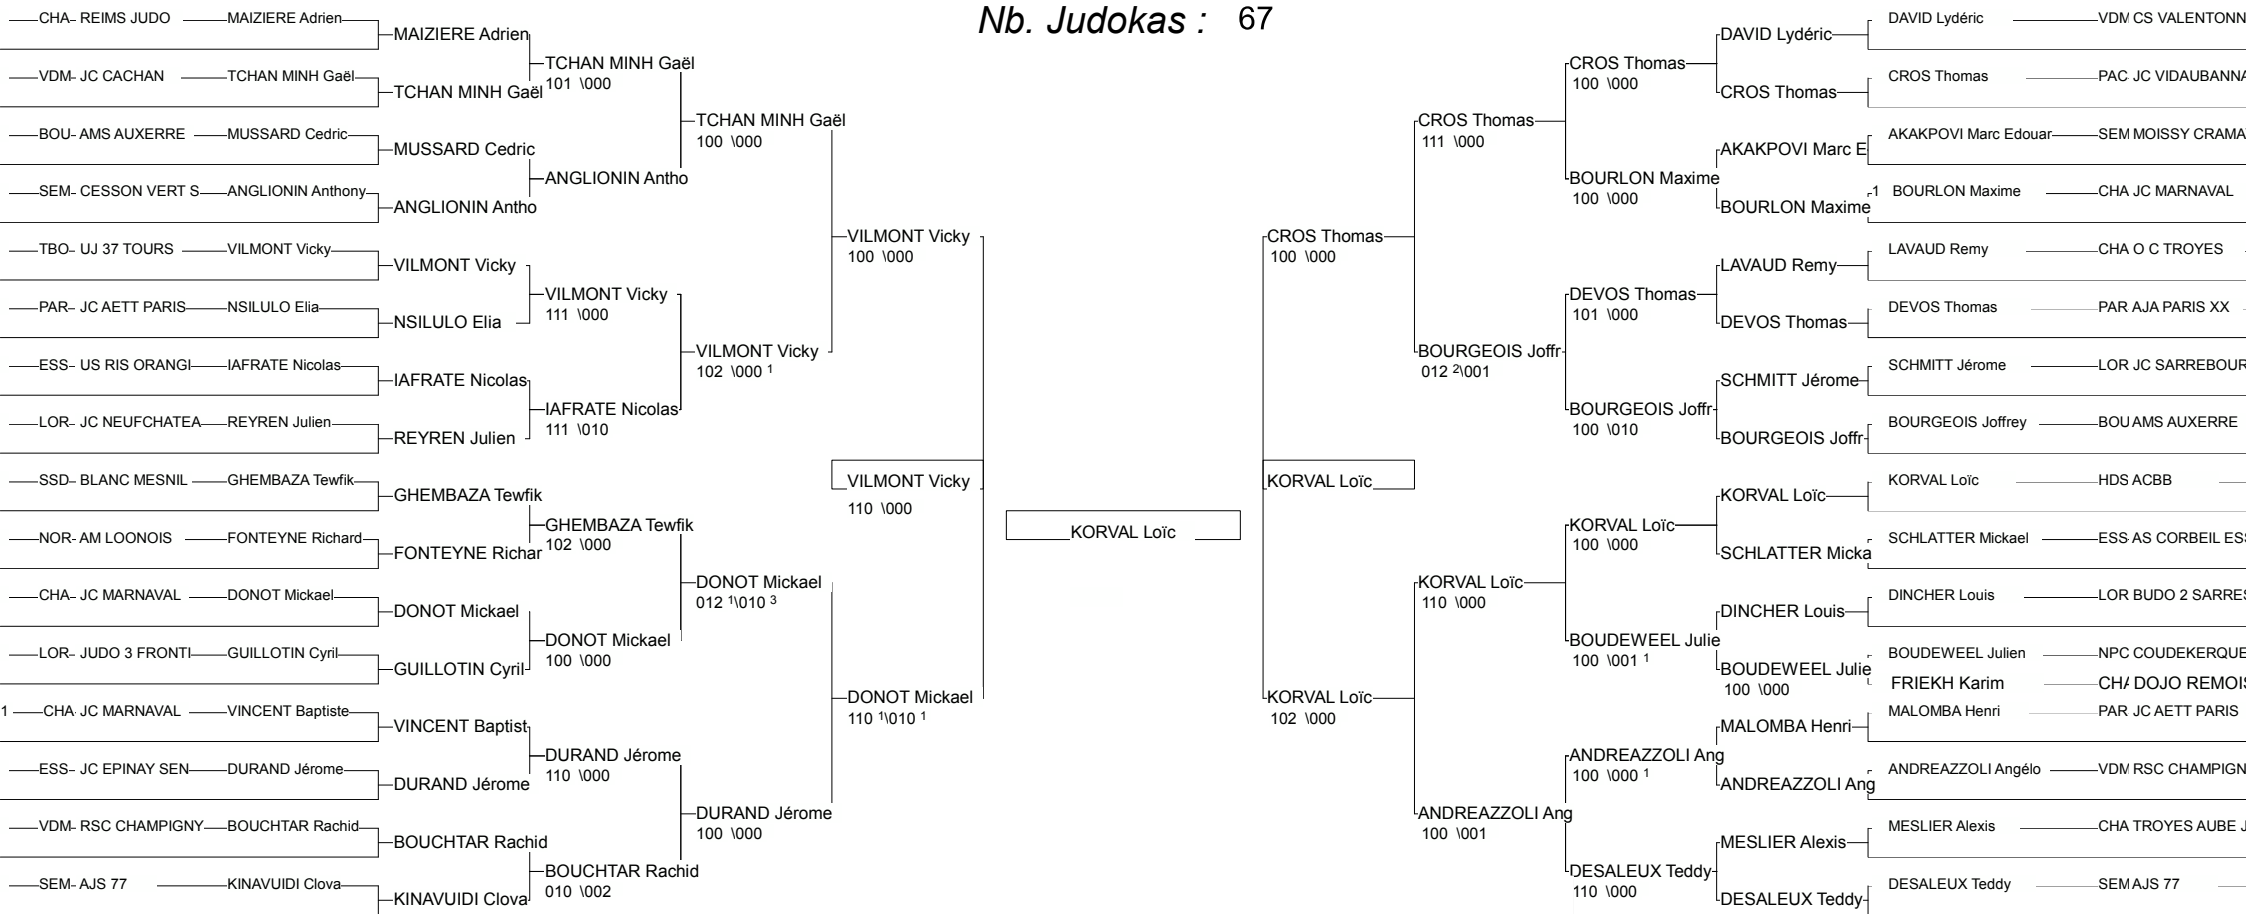 Nb. Judokas : 67
CHA REIMS JUDO MAIZIERE Adrien
VDM JC CACHAN TCHAN MINH Gaël
BOU AMS AUXERRE MUSSARD Cedric
SEM CESSON VERT S ANGLIONIN Anthony
TBO UJ 37 TOURS VILMONT Vicky
PAR JC AETT PARIS NSILULO Elia
ESS US RIS ORANGI IAFRATE Nicolas
LOR JC NEUFCHATEA REYREN Julien
SSD BLANC MESNIL GHEMBAZA Tewfik
NOR AM LOONOIS FONTEYNE Richard
CHA JC MARNAVAL DONOT Mickael
LOR JUDO 3 FRONTI GUILLOTIN Cyril
1 CHA JC MARNAVAL VINCENT Baptiste
ESS JC EPINAY SEN DURAND Jérome
VDM RSC CHAMPIGNY BOUCHTAR Rachid
SEM AJS 77 KINAVUIDI Clova
MAIZIERE Adrien
TCHAN MINH Gaël
MUSSARD Cedric
ANGLIONIN Antho
VILMONT Vicky
NSILULO Elia
IAFRATE Nicolas
REYREN Julien
GHEMBAZA Tewfik
FONTEYNE Richar
DONOT Mickael
GUILLOTIN Cyril
VINCENT Baptist
DURAND Jérome
BOUCHTAR Rachid
KINAVUIDI Clova
TCHAN MINH Gaël
101 \000
ANGLIONIN Antho
VILMONT Vicky
111 \000
IAFRATE Nicolas
111 \010
GHEMBAZA Tewfik
102 \000
DONOT Mickael
100 \000
DURAND Jérome
110 \000
BOUCHTAR Rachid
010 \002
TCHAN MINH Gaël
100 \000
VILMONT Vicky
102 \000 1
DONOT Mickael
012 1\010 3
DURAND Jérome
100 \000
VILMONT Vicky
100 \000
VILMONT Vicky
110 \000
DONOT Mickael
110 1\010 1
KORVAL Loïc
CROS Thomas
100 \000
KORVAL Loïc
KORVAL Loïc
102 \000
CROS Thomas
111 \000
BOURGEOIS Joffr
012 2\001
KORVAL Loïc
110 \000
ANDREAZZOLI Ang
100 \001
CROS Thomas
100 \000
BOURLON Maxime
100 \000
DEVOS Thomas
101 \000
BOURGEOIS Joffr
100 \010
KORVAL Loïc
100 \000
BOUDEWEEL Julie
100 \001 1
ANDREAZZOLI Ang
100 \000 1
DESALEUX Teddy
110 \000
DAVID Lydéric
CROS Thomas
AKAKPOVI Marc E
BOURLON Maxime
LAVAUD Remy
DEVOS Thomas
SCHMITT Jérome
BOURGEOIS Joffr
KORVAL Loïc
SCHLATTER Micka
DINCHER Louis
BOUDEWEEL Julie
100 \000
MALOMBA Henri
ANDREAZZOLI Ang
MESLIER Alexis
DESALEUX Teddy
DAVID Lydéric VDM CS VALENTONN
CROS Thomas PAC JC VIDAUBANNA
AKAKPOVI Marc Edouar SEM MOISSY CRAMA
1 BOURLON Maxime CHA JC MARNAVAL
LAVAUD Remy CHA O C TROYES
DEVOS Thomas PAR AJA PARIS XX
SCHMITT Jérome LOR JC SARREBOUR
BOURGEOIS Joffrey BOU AMS AUXERRE
KORVAL Loïc HDS ACBB
SCHLATTER Mickael ESS AS CORBEIL ES
DINCHER Louis LOR BUDO 2 SARRES
BOUDEWEEL Julien NPC COUDEKERQUE
FRIEKH Karim CHA DOJO REMOIS
MALOMBA Henri PAR JC AETT PARIS
ANDREAZZOLI Angélo VDM RSC CHAMPIGN
MESLIER Alexis CHA TROYES AUBE J
DESALEUX Teddy SEM AJS 77